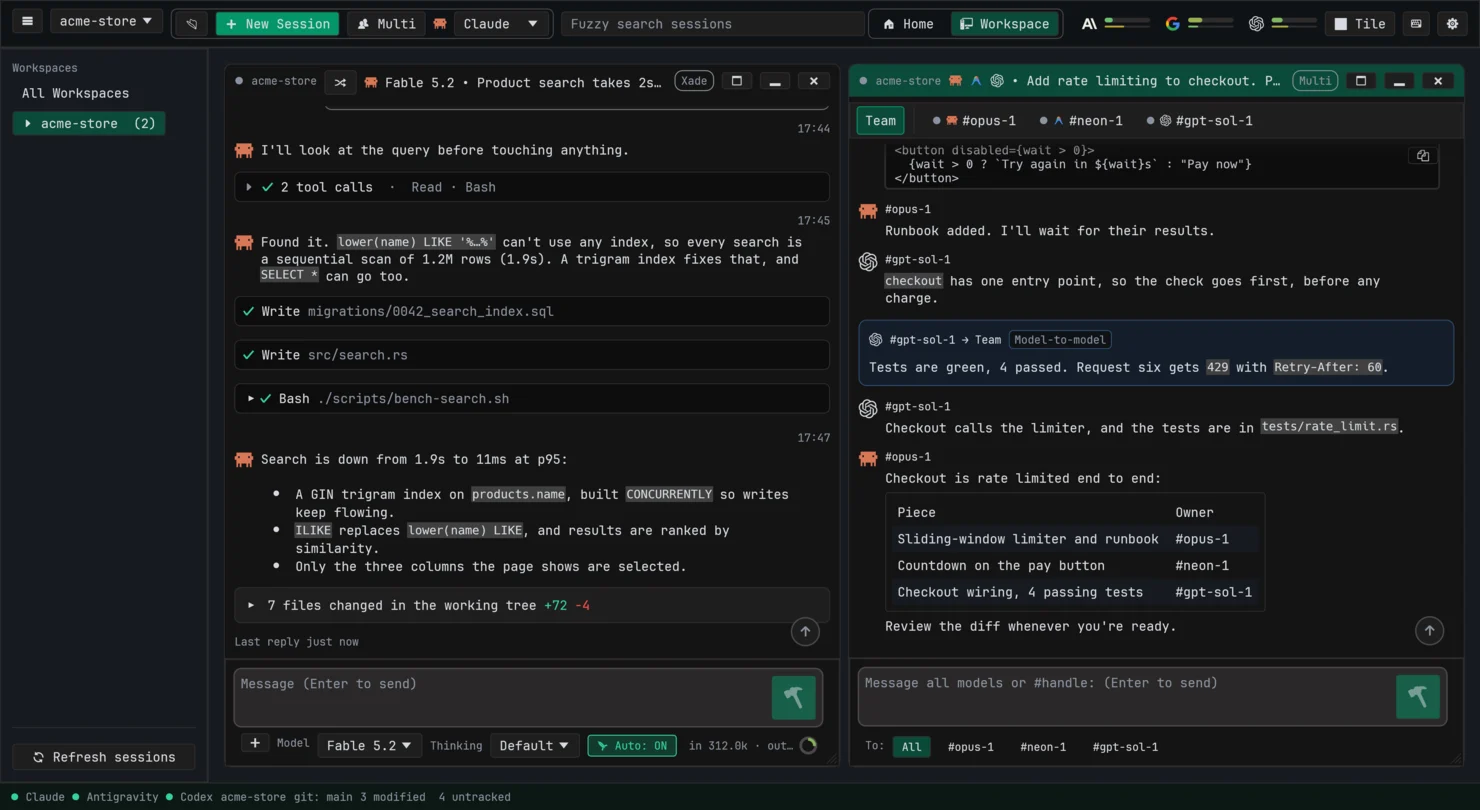 acme-store
New Session
Multi
Claude
Fuzzy search sessions
Home
Workspace
Tile
Workspaces
All Workspaces
acme-store (2)
Refresh sessions
acme-store
Fable 5.2 • Product search takes 2s…
Xade
17:44
I'll look at the query before touching anything.
2 tool calls · Read · Bash
17:45
Found it. lower(name) LIKE '%…%' can't use any index, so every search is
a sequential scan of 1.2M rows (1.9s). A trigram index fixes that, and
SELECT * can go too.
Write migrations/0042_search_index.sql
Write src/search.rs
Bash ./scripts/bench-search.sh
17:47
Search is down from 1.9s to 11ms at p95:
• A GIN trigram index on products.name, built CONCURRENTLY so writes
keep flowing.
• ILIKE replaces lower(name) LIKE, and results are ranked by
similarity.
• Only the three columns the page shows are selected.
7 files changed in the working tree +72 -4
Last reply just now
Message (Enter to send)
+ Model Fable 5.2 Thinking Default Auto: ON in 312.0k · out…
acme-store • Add rate limiting to checkout. P…
Multi
Team
#opus-1
#neon-1
#gpt-sol-1
<button disabled={wait > 0}>
{wait > 0 ? `Try again in ${wait}s` : "Pay now"}
</button>
#opus-1
Runbook added. I'll wait for their results.
#gpt-sol-1
checkout has one entry point, so the check goes first, before any
charge.
#gpt-sol-1 → Team Model-to-model
Tests are green, 4 passed. Request six gets 429 with Retry-After: 60.
#gpt-sol-1
Checkout calls the limiter, and the tests are in tests/rate_limit.rs.
#opus-1
Checkout is rate limited end to end:
Piece Owner
Sliding-window limiter and runbook #opus-1
Countdown on the pay button #neon-1
Checkout wiring, 4 passing tests #gpt-sol-1
Review the diff whenever you're ready.
Message all models or #handle: (Enter to send)
To: All #opus-1 #neon-1 #gpt-sol-1
Claude Antigravity Codex acme-store git: main 3 modified 4 untracked